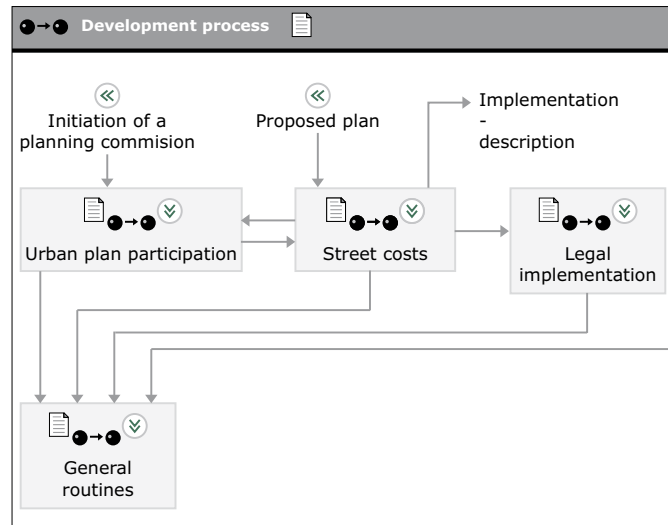 Development process
Initiation of a
planning commision
Proposed plan
Implementation
-
description
Urban plan participation
Street costs
Legal
implementation
General
routines